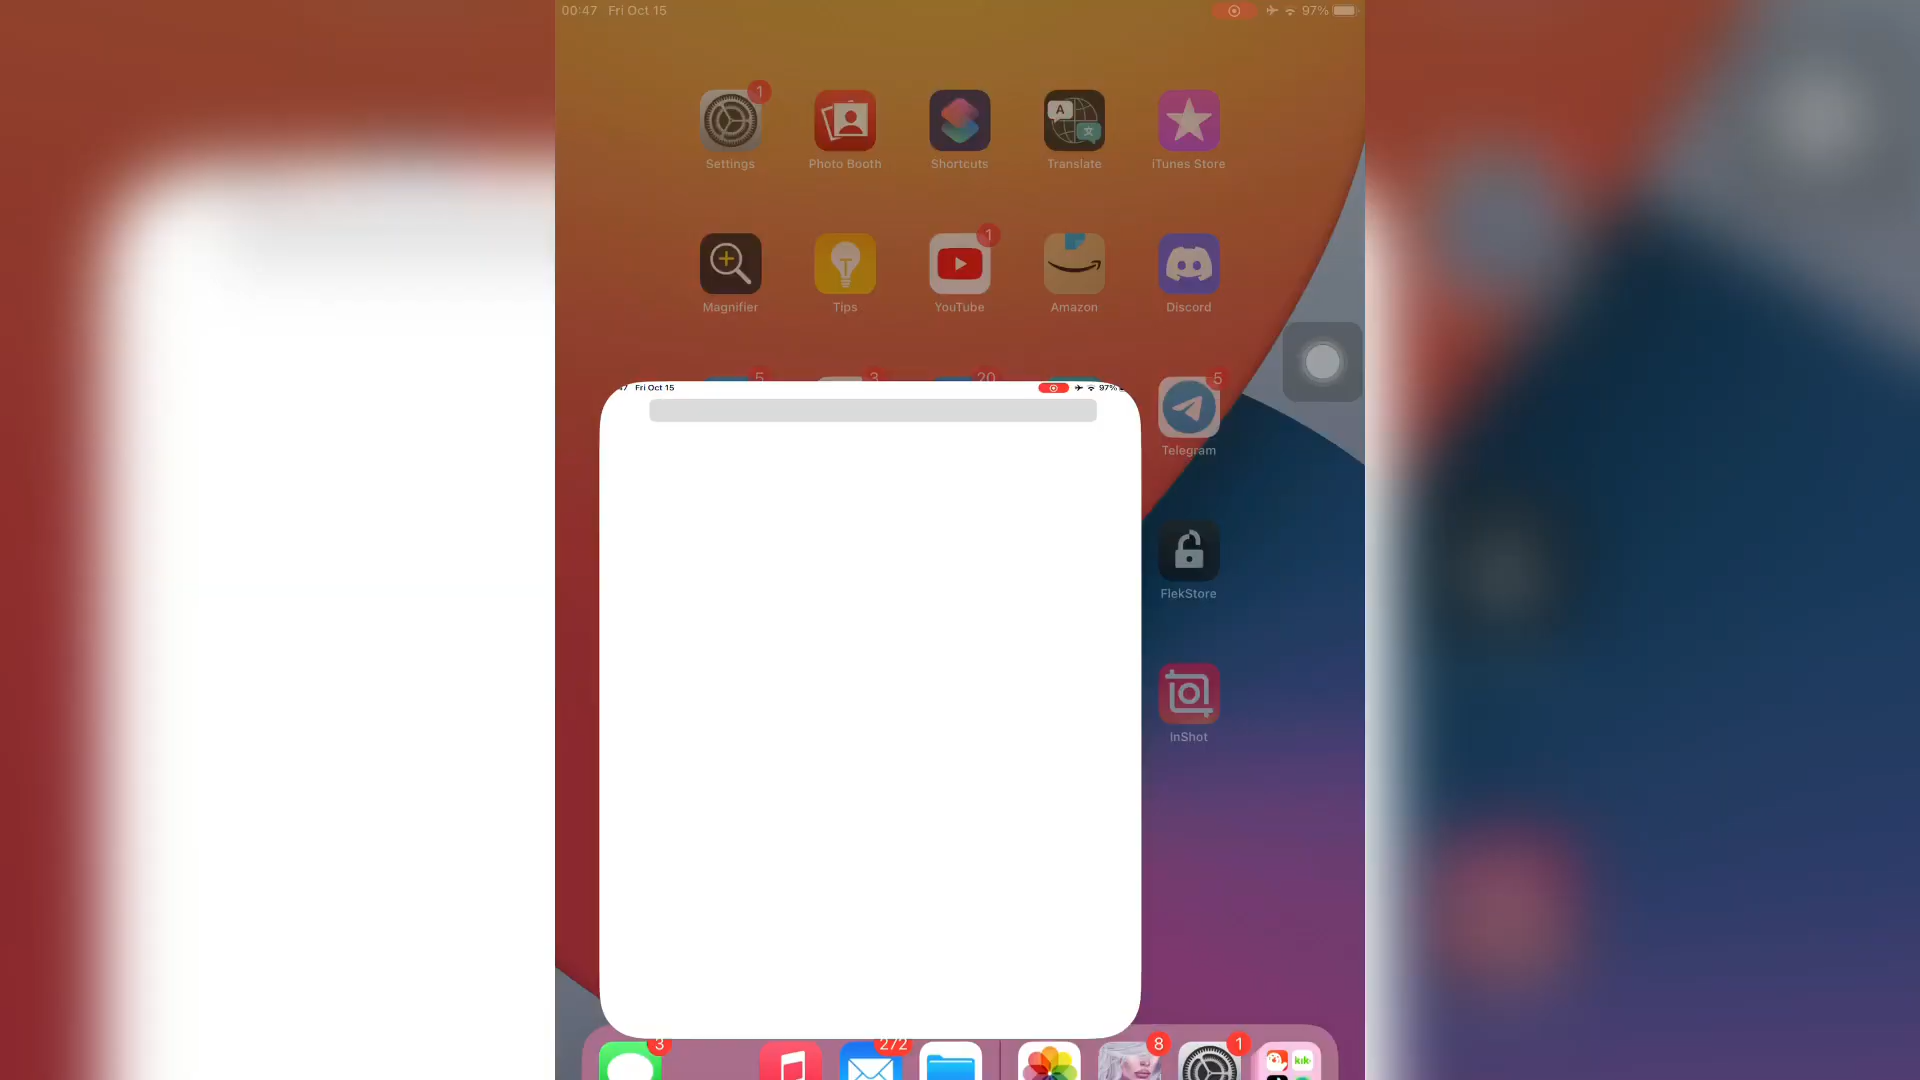 00:47 Fri Oct 15 97%
1
Settings Photo Booth Shortcuts Translate iTunes Store
A
文
1
Magnifier Tips YouTube Amazon Discord
5 3 20 5
Fri Oct 15 97%
Telegram
FlekStore
InShot
3 272 8 1
kik